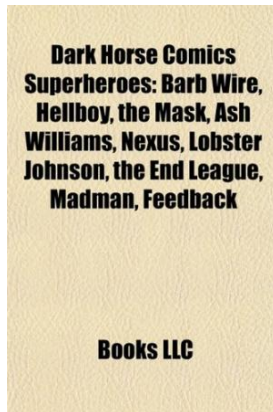 Dark Horse Comics
Superheroes: Barb Wire,
Hellboy, the Mask, Ash
Williams, Nexus, Lobster
Johnson, the End League,
Madman, Feedback
Books LLC